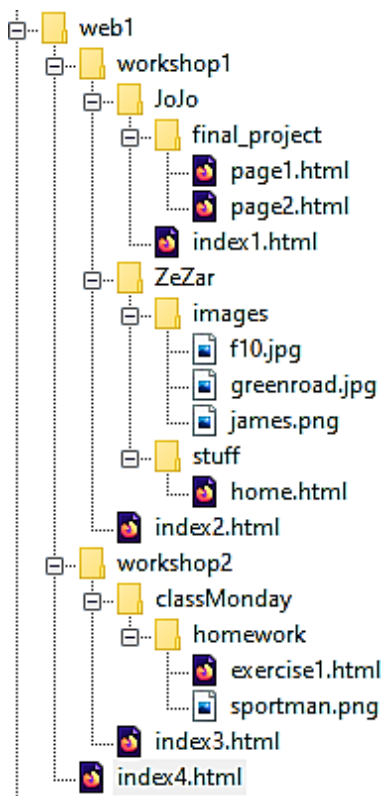 web1
workshop1
JoJo
final_project
page1.html
page2.html
index1.html
ZeZar
images
f10.jpg
greenroad.jpg
james.png
stuff
home.html
index2.html
workshop2
classMonday
homework
exercise1.html
sportman.png
index3.html
index4.html